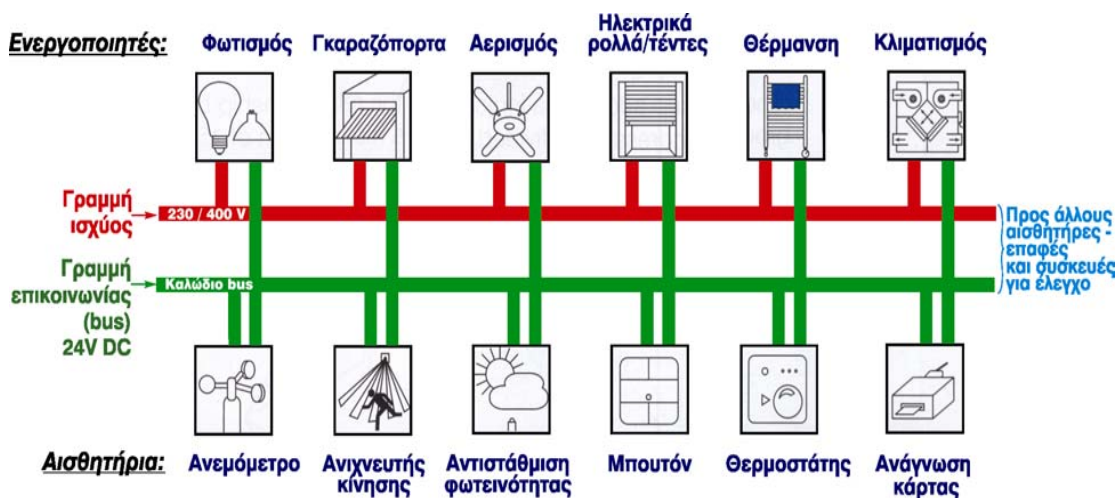 Ενεργοποιητές:
Φωτισμός
Γκαραζόπορτα
Αερισμός
Ηλεκτρικά
ρολλά/τέντες
Θέρμανση
Κλιματισμός
Γραμμή
ισχύος
230 / 400 V
Προς άλλους
αισθητήρες -
επαφές
και συσκευές
για έλεγχο
Γραμμή
επικοινωνίας
(bus)
24V DC
Καλώδιο bus
Αισθητήρια:
Ανεμόμετρο
Ανιχνευτής
κίνησης
Αντιστάθμιση
φωτεινότητας
Μπουτόν
Θερμοστάτης
Ανάγνωση
κάρτας